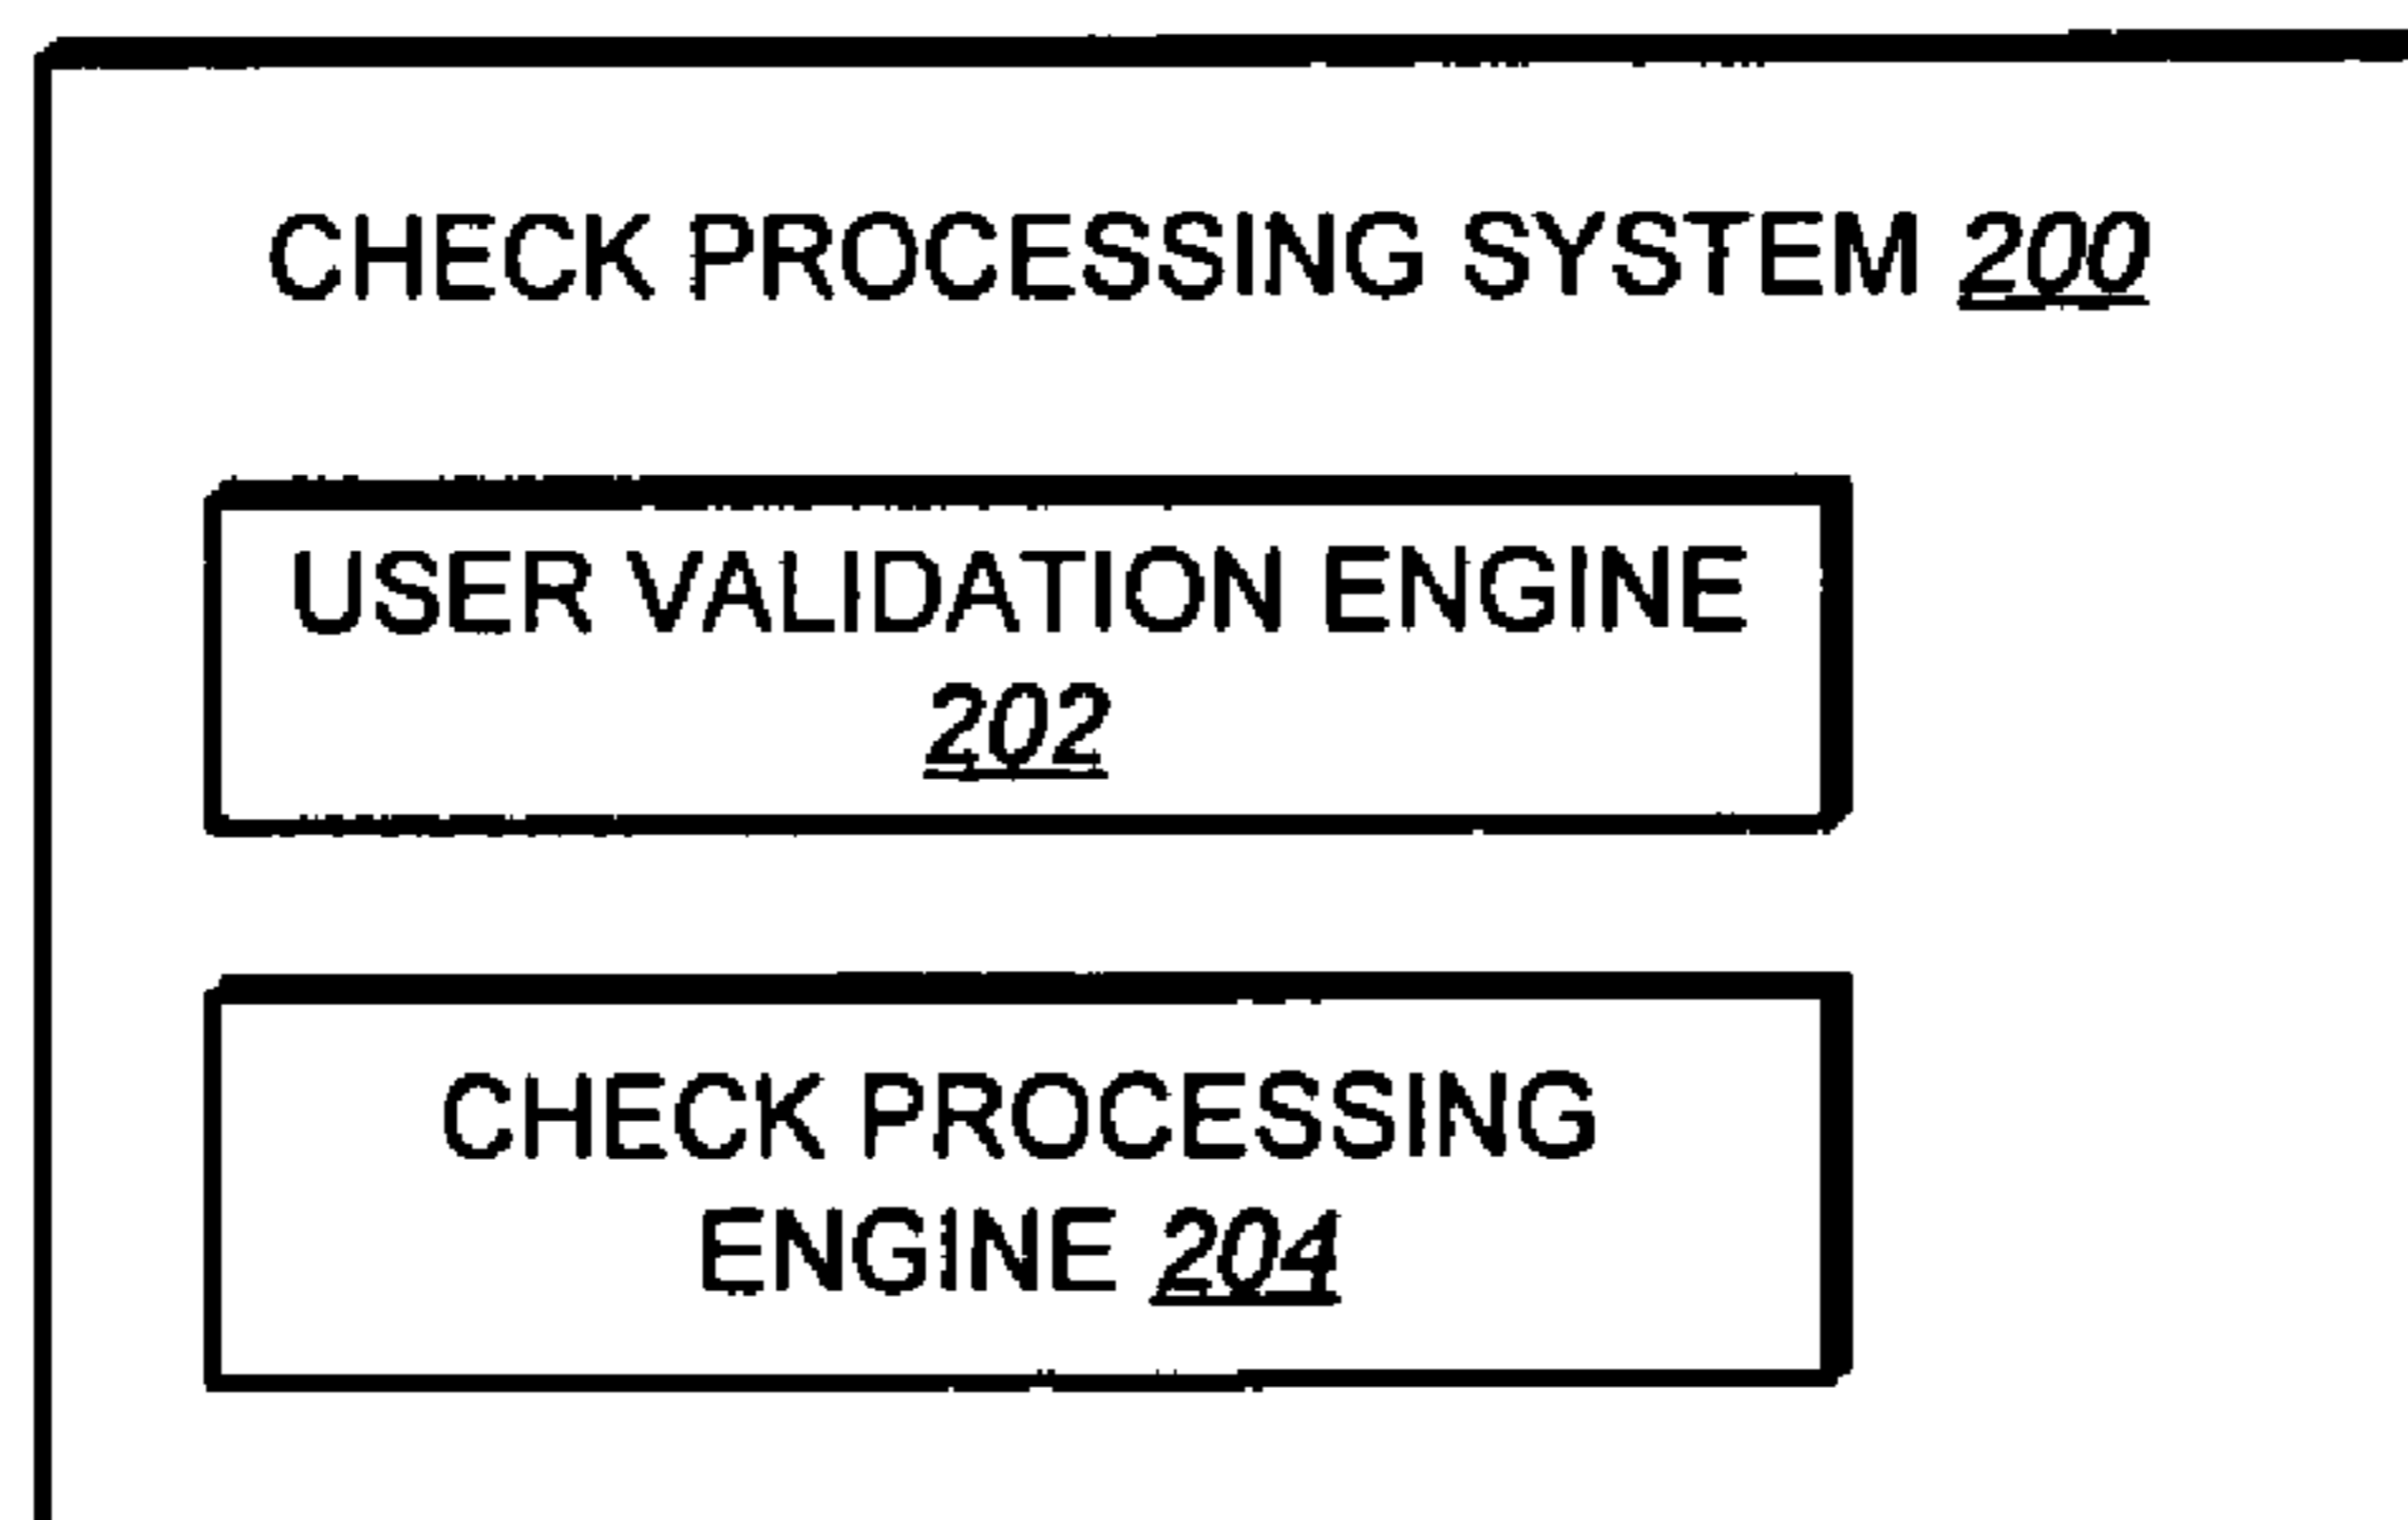 CHECK PROCESSING SYSTEM 200
USER VALIDATION ENGINE
202
CHECK PROCESSING
ENGINE 204